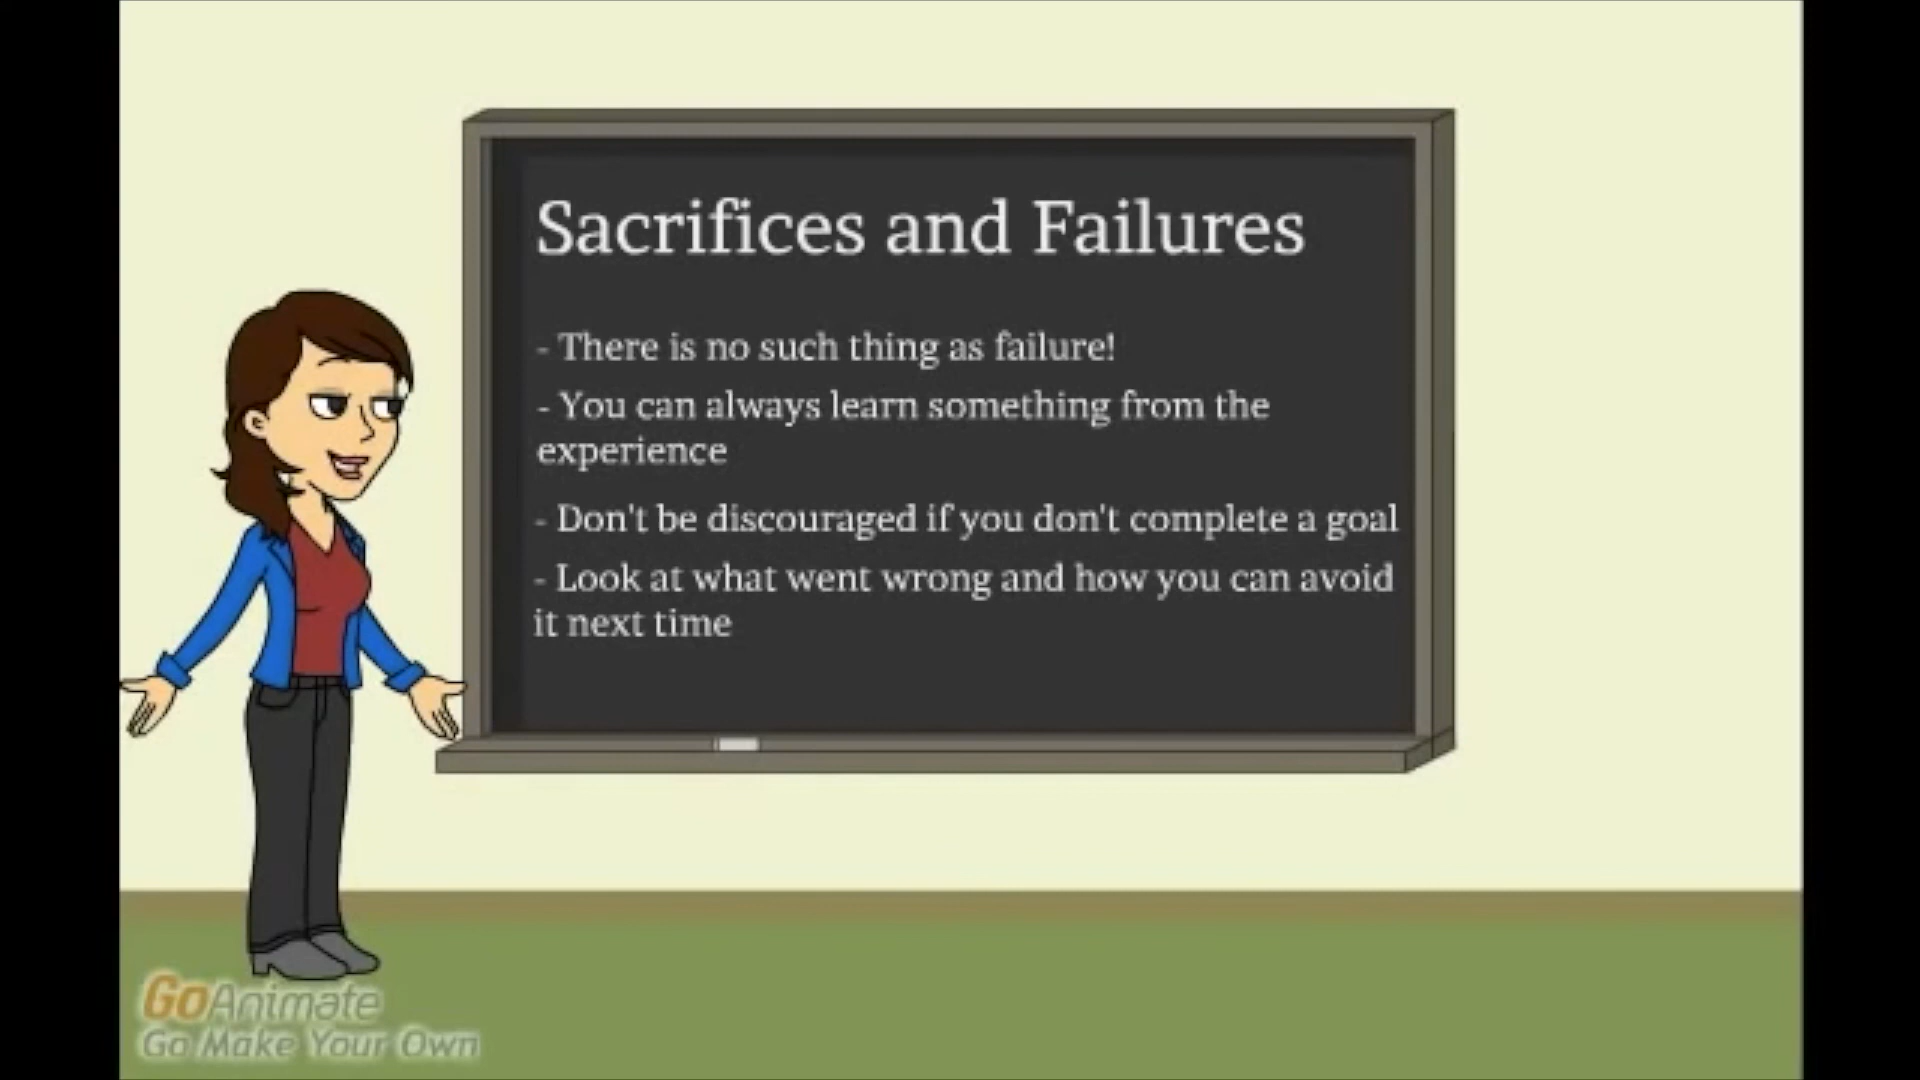 Sacrifices and Failures
- There is no such thing as failure!
- You can always learn something from the
experience
- Don't be discouraged if you don't complete a goal
- Look at what went wrong and how you can avoid
it next time
GoAnimate
Go Make Your Own